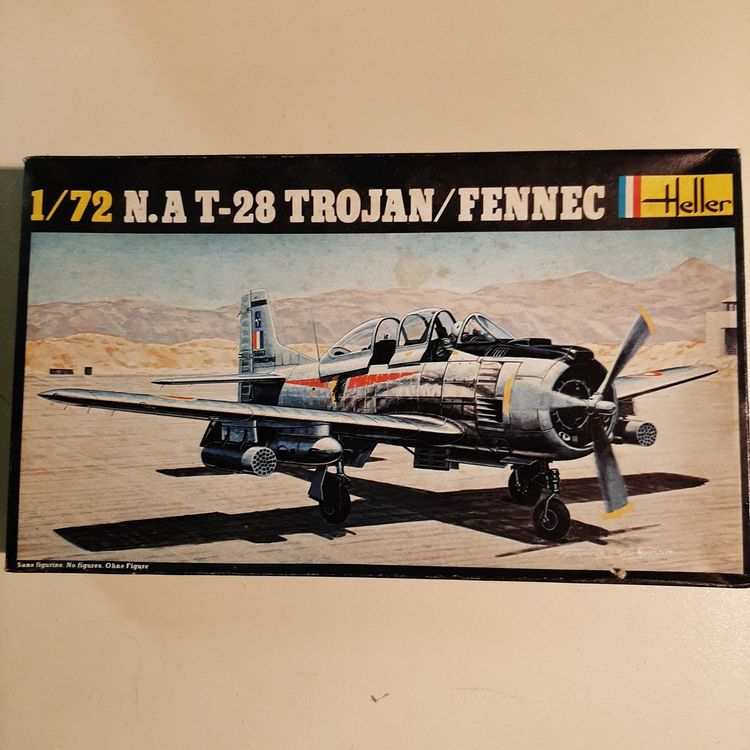 1/72 N.A T-28 TROJAN/FENNEC
Heller
Sans figurine. No figures. Ohne Figure